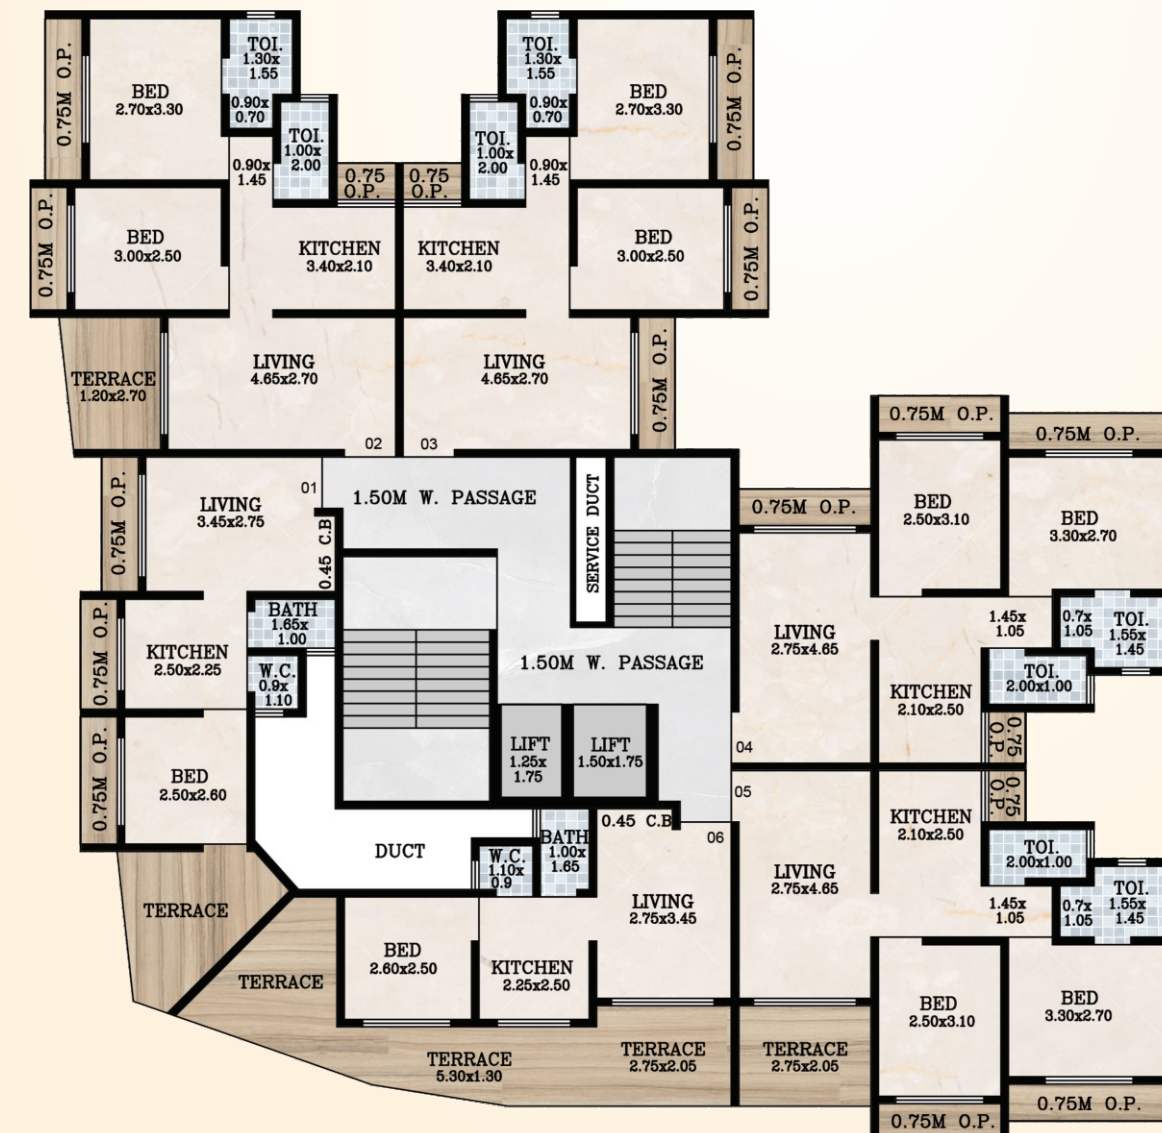 0.75M O.P.
BED
2.70x3.30
TOI.
1.30x
1.55
0.90x
0.70
TOI.
1.00x
2.00
0.90x
1.45
0.75
O.P.
0.75
O.P.
TOI.
1.30x
1.55
0.90x
0.70
TOI.
1.00x
2.00
0.90x
1.45
BED
2.70x3.30
0.75M O.P.
0.75M O.P.
BED
3.00x2.50
KITCHEN
3.40x2.10
KITCHEN
3.40x2.10
BED
3.00x2.50
0.75M O.P.
TERRACE
1.20x2.70
LIVING
4.65x2.70
02
LIVING
4.65x2.70
03
0.75M O.P.
0.75M O.P.
LIVING
3.45x2.75
01
0.45 C.B
1.50M W. PASSAGE
SERVICE DUCT
0.75M O.P.
0.75M O.P.
0.75M O.P.
BED
2.50x3.10
BED
3.30x2.70
0.75M O.P.
KITCHEN
2.50x2.25
BATH
1.65x
1.00
W.C.
0.9x
1.10
1.50M W. PASSAGE
LIVING
2.75x4.65
04
1.45x
1.05
0.7x
1.05
TOI.
1.55x
1.45
TOI.
2.00x1.00
KITCHEN
2.10x2.50
0.75
O.P.
0.75M O.P.
BED
2.50x2.60
LIFT
1.25x
1.75
LIFT
1.50x1.75
05
0.75
O.P.
KITCHEN
2.10x2.50
0.45 C.B
06
DUCT
W.C.
1.10x
0.9
BATH
1.00x
1.65
TOI.
2.00x1.00
LIVING
2.75x4.65
1.45x
1.05
0.7x
1.05
TOI.
1.55x
1.45
TERRACE
LIVING
2.75x3.45
BED
2.60x2.50
KITCHEN
2.25x2.50
TERRACE
BED
2.50x3.10
BED
3.30x2.70
TERRACE
5.30x1.30
TERRACE
2.75x2.05
TERRACE
2.75x2.05
0.75M O.P.
0.75M O.P.